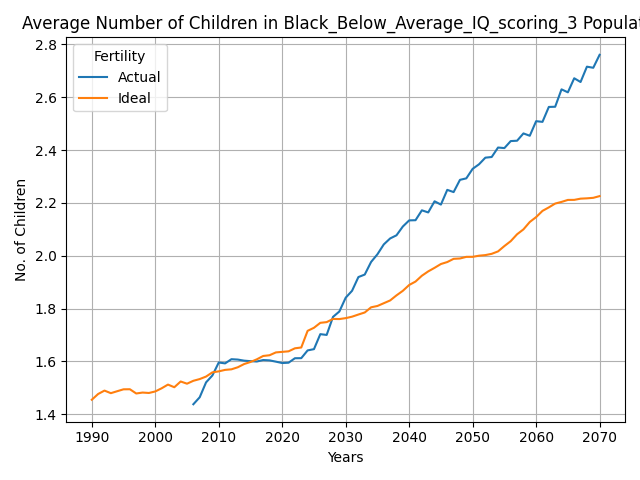 Average Number of Children in Black_Below_Average_IQ_scoring_3 Populat
Fertility
Actual
Ideal
2.8
2.6
2.4
2.2
2.0
1.8
1.6
1.4
No. of Children
1990 2000 2010 2020 2030 2040 2050 2060 2070
Years